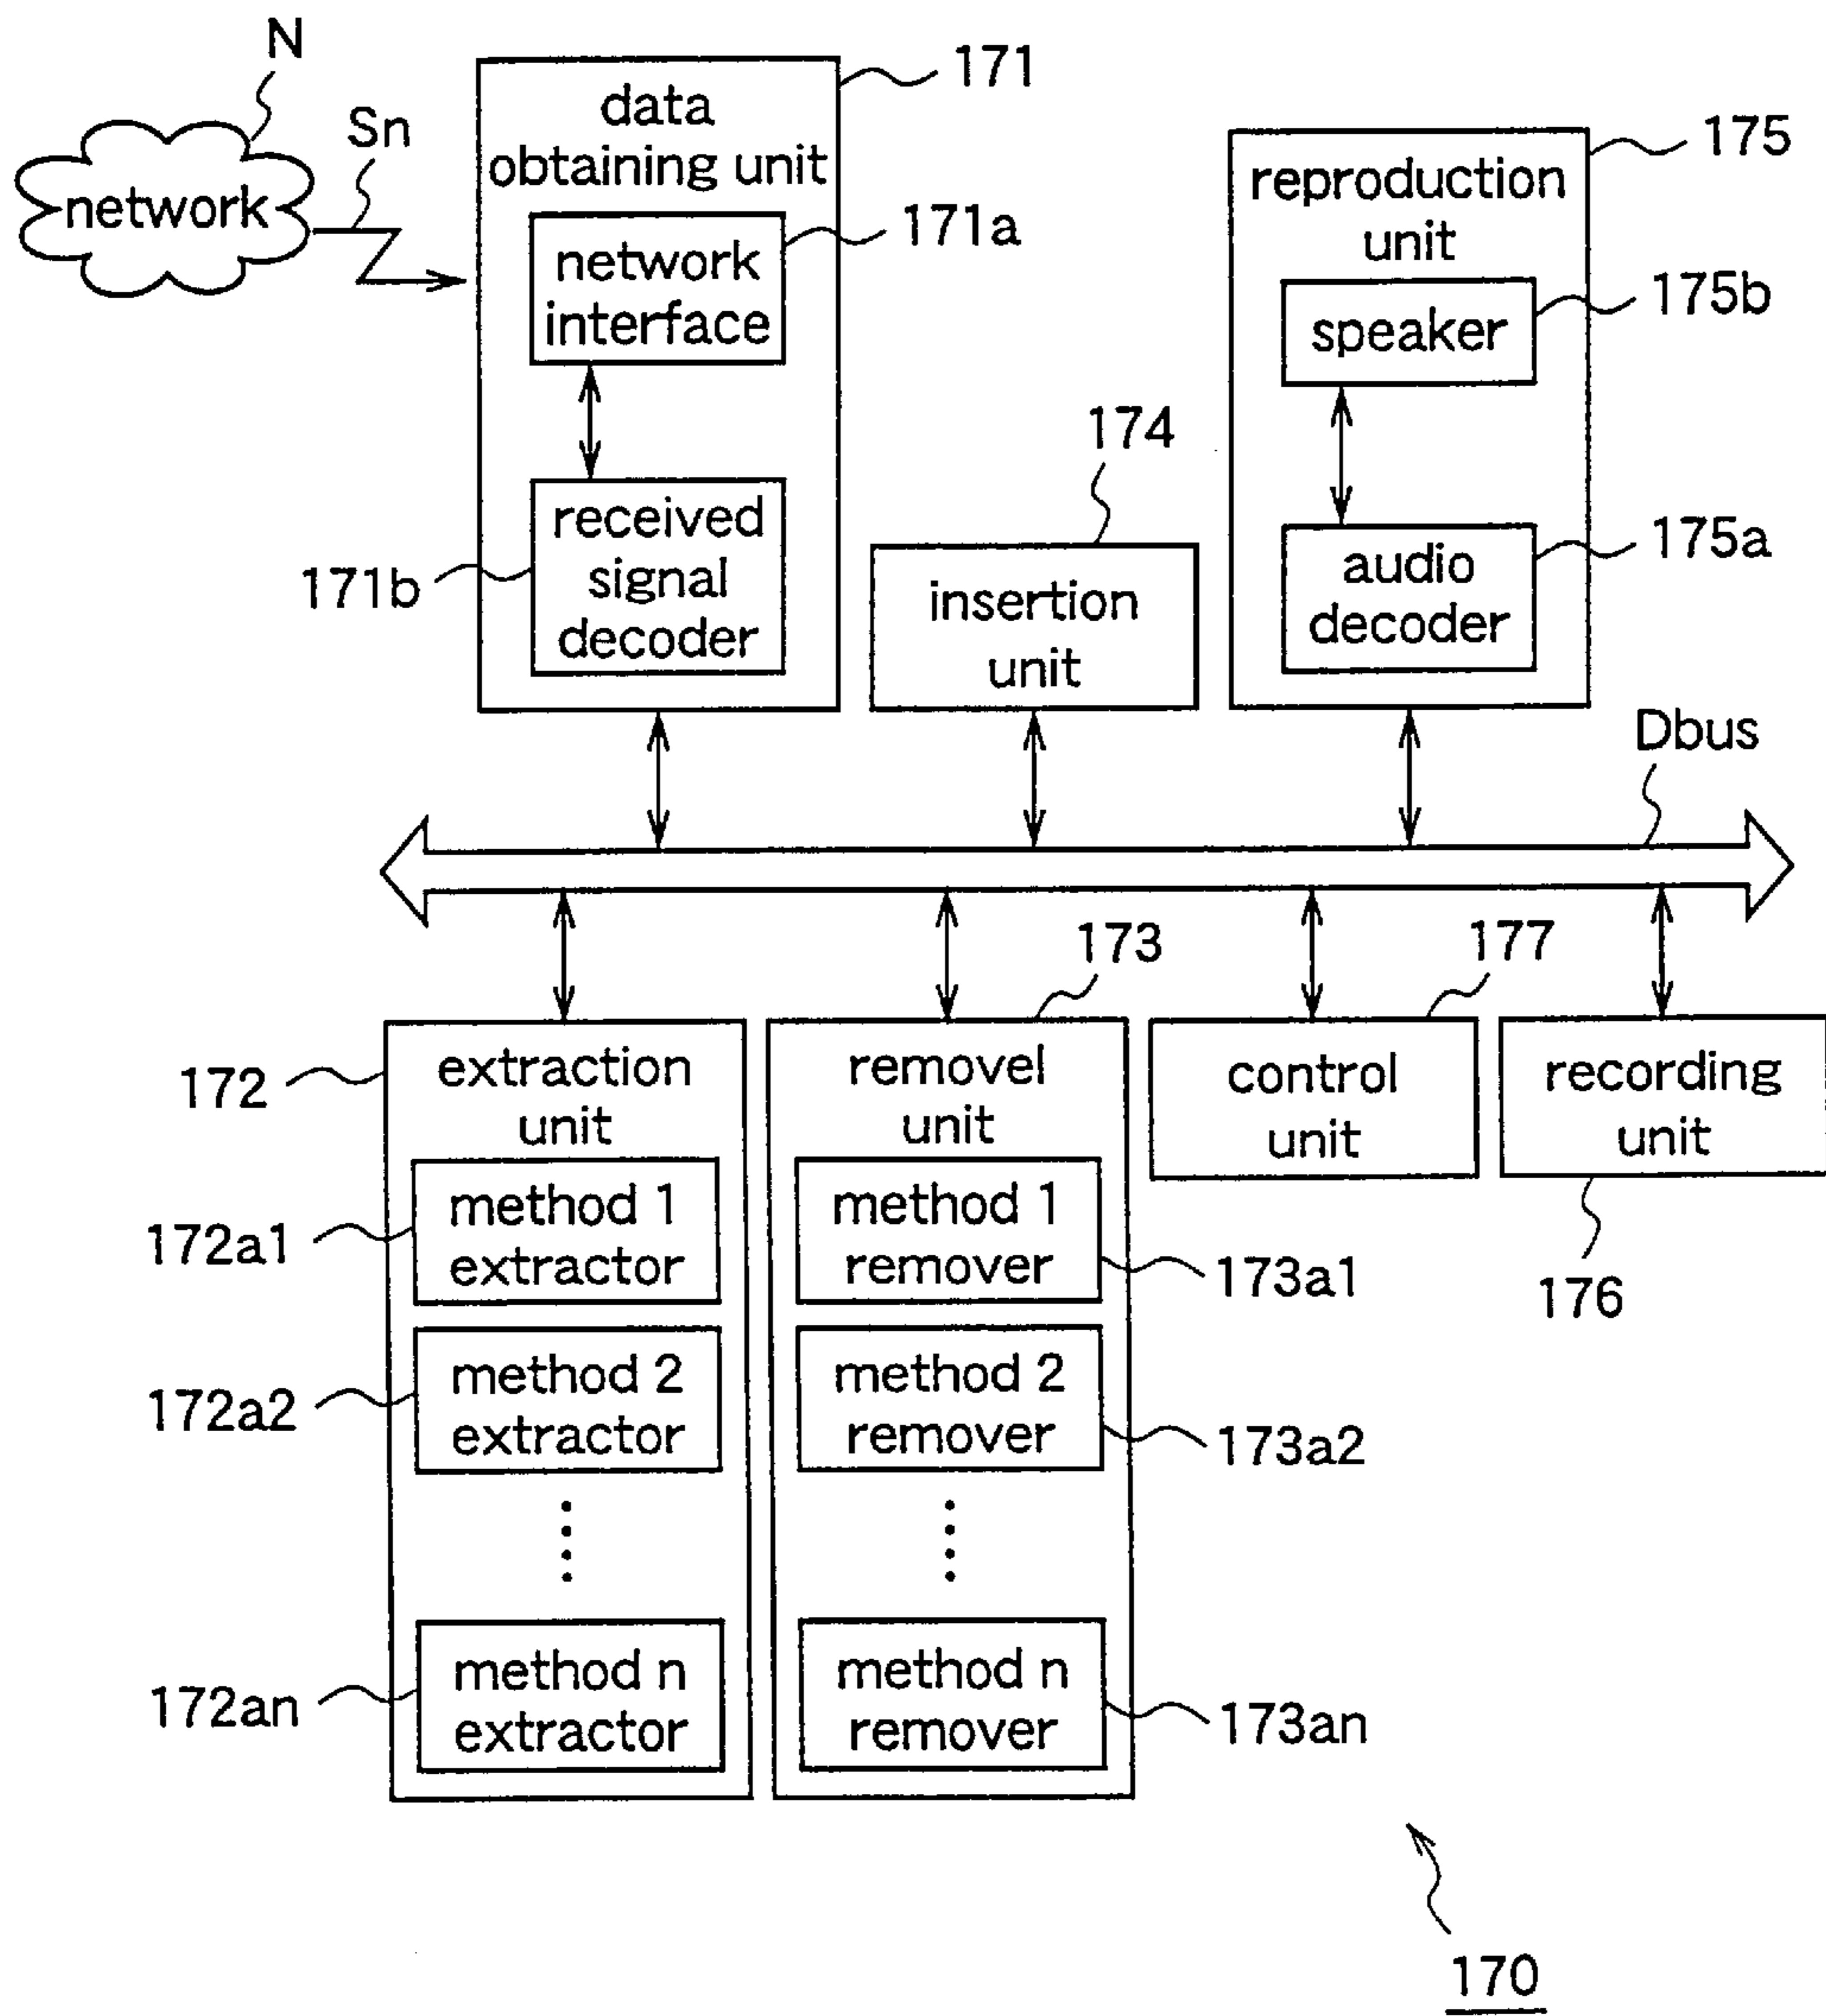 N
Sn
network
171
data
obtaining unit
171a
network
interface
171b
received
signal
decoder
174
insertion
unit
175
reproduction
unit
175b
speaker
175a
audio
decoder
Dbus
172
extraction
unit
172a1
method 1
extractor
172a2
method 2
extractor
172an
method n
extractor
173
removel
unit
method 1
remover
173a1
method 2
remover
173a2
method n
remover
173an
177
control
unit
recording
unit
176
170